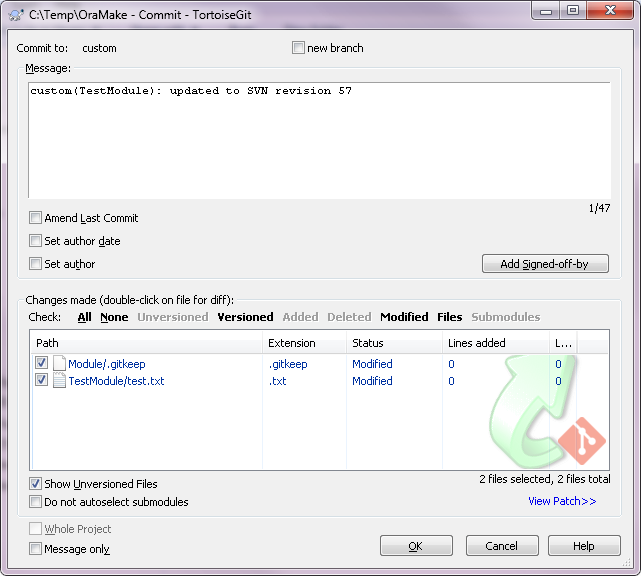 C:\Temp\OraMake - Commit - TortoiseGit
Commit to: custom new branch
Message:
custom(TestModule): updated to SVN revision 57
1/47
Amend Last Commit
Set author date
Set author
Add Signed-off-by
Changes made (double-click on file for diff):
Check: All None Unversioned Versioned Added Deleted Modified Files Submodules
Path Extension Status Lines added L...
Module/.gitkeep .gitkeep Modified 0 0
TestModule/test.txt .txt Modified 0 0
Show Unversioned Files
2 files selected, 2 files total
Do not autoselect submodules
View Patch>>
Whole Project
Message only
OK Cancel Help